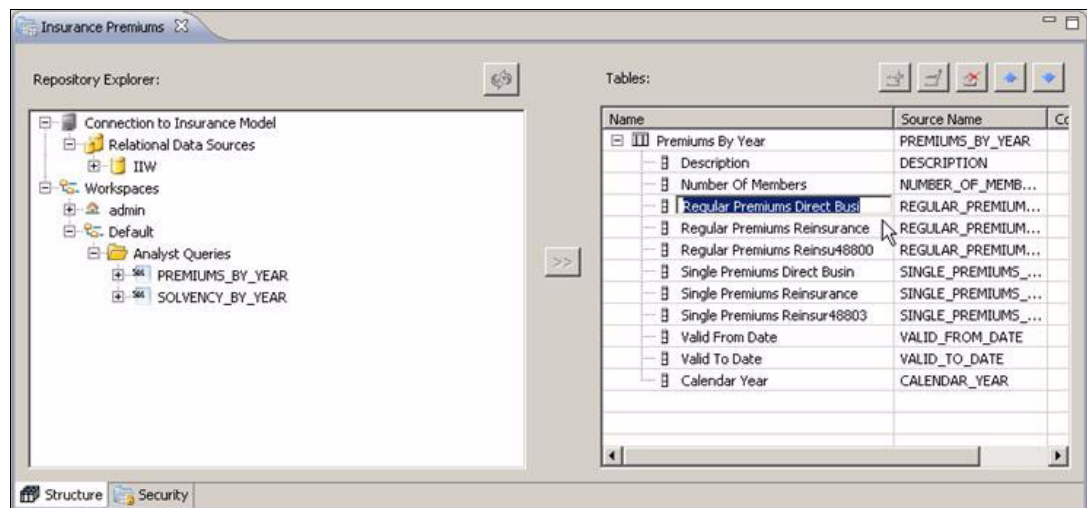 Insurance Premiums
Repository Explorer:
Connection to Insurance Model
Relational Data Sources
IIW
Workspaces
admin
Default
Analyst Queries
PREMIUMS_BY_YEAR
SOLVENCY_BY_YEAR
>>
Tables:
Name Source Name Co
Premiums By Year PREMIUMS_BY_YEAR
Description DESCRIPTION
Number Of Members NUMBER_OF_MEMB...
Regular Premiums Direct Busi REGULAR_PREMIUM...
Regular Premiums Reinsurance REGULAR_PREMIUM...
Regular Premiums Reinsu48800 REGULAR_PREMIUM...
Single Premiums Direct Busin SINGLE_PREMIUMS_...
Single Premiums Reinsurance SINGLE_PREMIUMS_...
Single Premiums Reinsur48803 SINGLE_PREMIUMS_...
Valid From Date VALID_FROM_DATE
Valid To Date VALID_TO_DATE
Calendar Year CALENDAR_YEAR
Structure Security